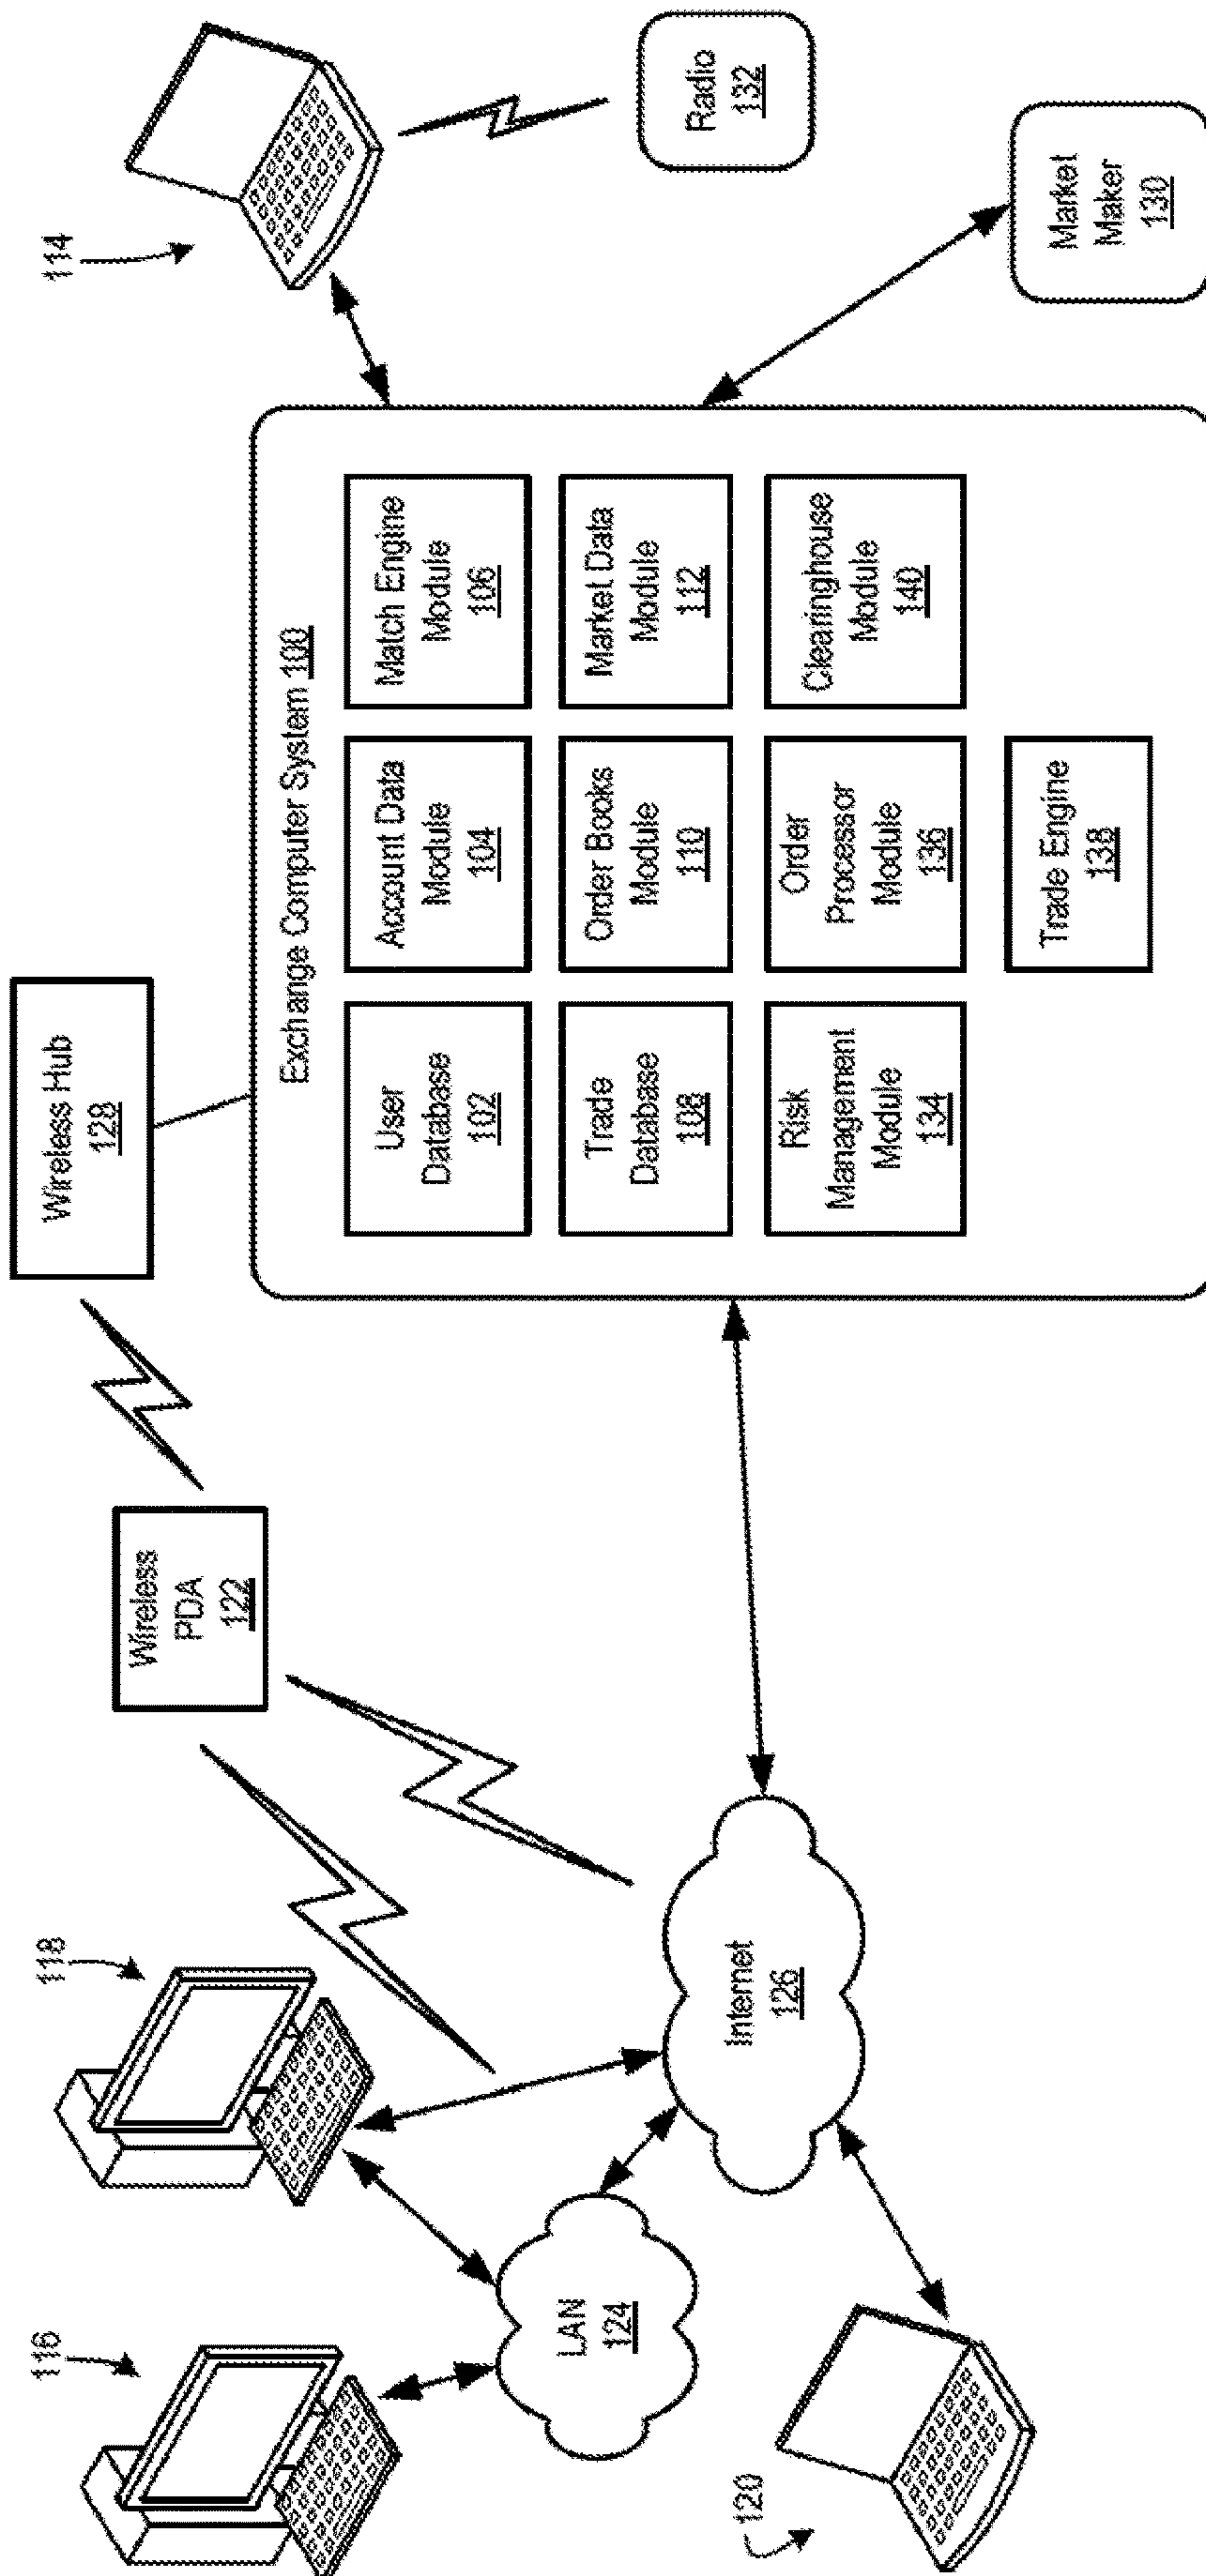 116
118
114
Wireless
PDA
122
Wireless Hub
128
Exchange Computer System 100
User
Database
102
Account Data
Module
104
Match Engine
Module
106
Trade
Database
108
Order Books
Module
110
Market Data
Module
112
Risk
Management
Module
134
Order
Processor
Module
136
Clearinghouse
Module
140
Trade Engine
138
Radio
132
Market
Maker
130
LAN
124
Internet
126
120